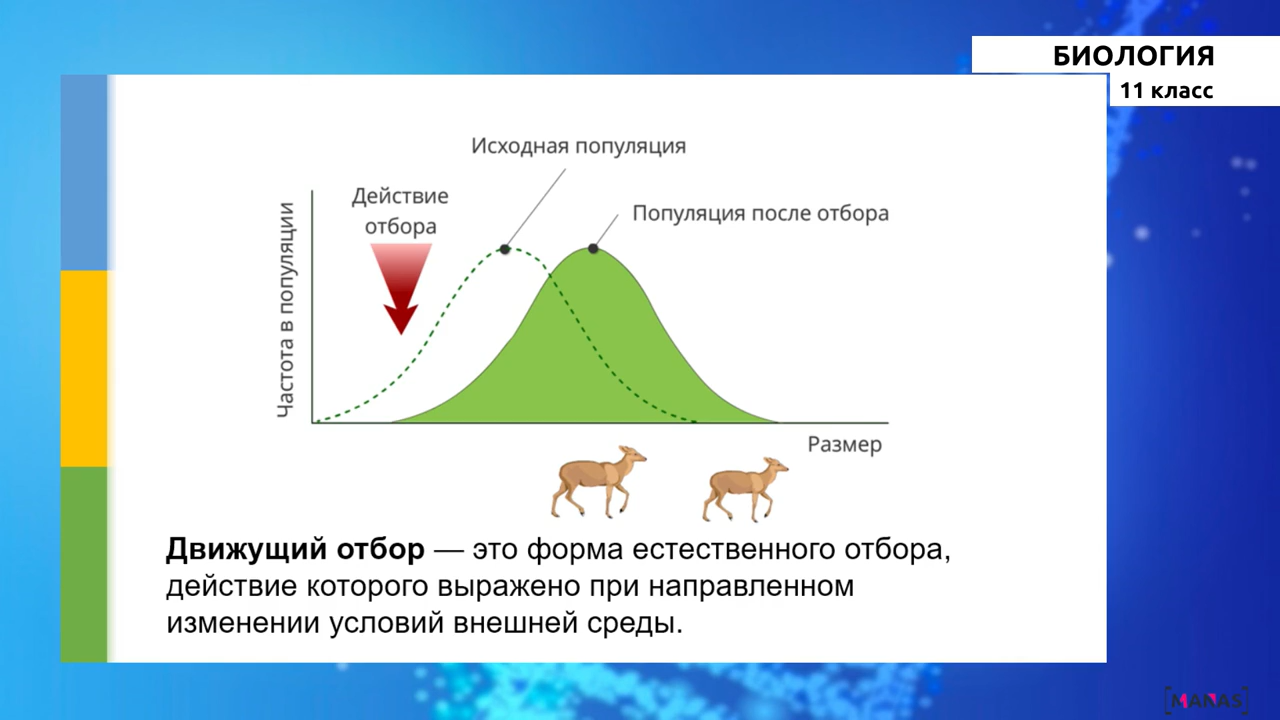 БИОЛОГИЯ
11 класс
Исходная популяция
Действие
отбора
Популяция после отбора
Частота в популяции
Размер
Движущий отбор — это форма естественного отбора,
действие которого выражено при направленном
изменении условий внешней среды.
[MANAS]